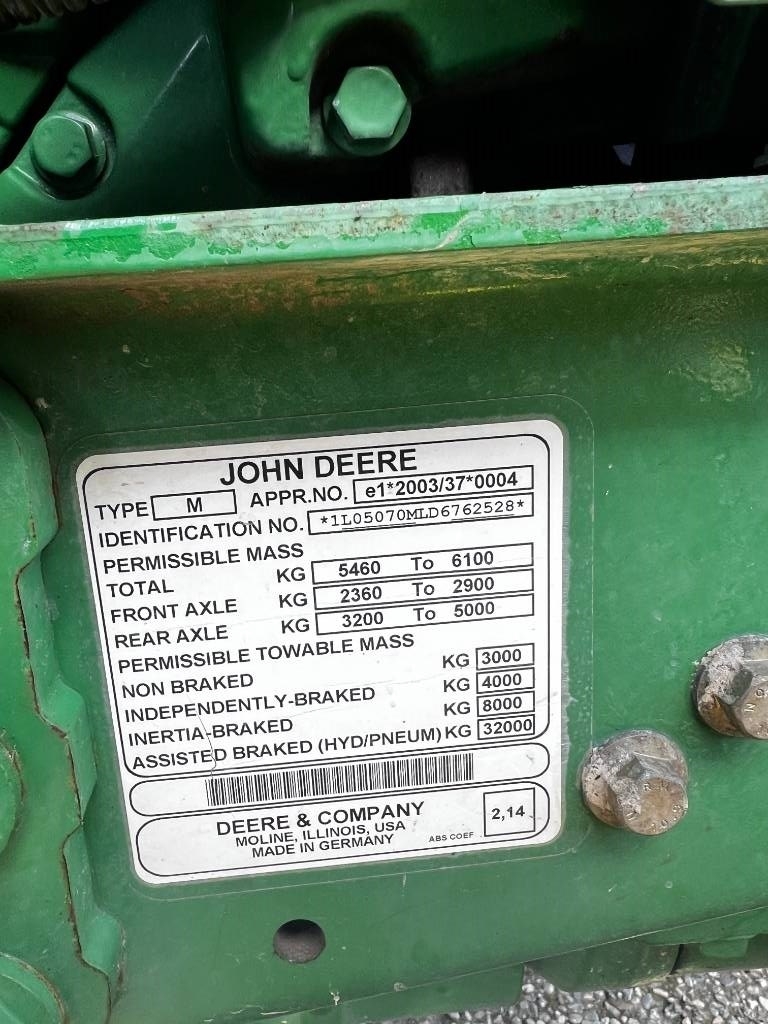 JOHN DEERE
TYPE M APPR.NO. e1*2003/37*0004
IDENTIFICATION NO. *1L05070MLD6762528*
PERMISSIBLE MASS
TOTAL KG 5460 To 6100
FRONT AXLE KG 2360 To 2900
REAR AXLE KG 3200 To 5000
PERMISSIBLE TOWABLE MASS
NON BRAKED KG 3000
INDEPENDENTLY-BRAKED KG 4000
INERTIA-BRAKED KG 8000
ASSISTED BRAKED (HYD/PNEUM) KG 32000
DEERE & COMPANY
MOLINE, ILLINOIS, USA
MADE IN GERMANY
ABS COEF 2,14